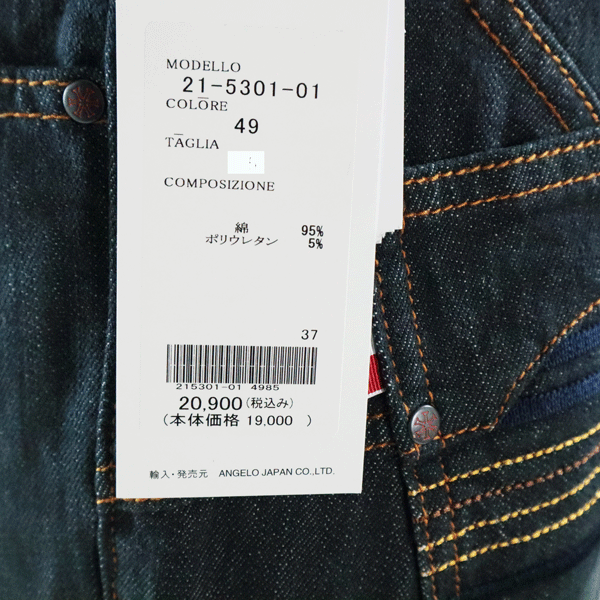 MODELLO
21-5301-01
COLORE
49
TAGLIA
COMPOSIZIONE
綿 95%
ポリウレタン 5%
37
215301-01 4985
20,900(税込み)
(本体価格 19,000 )
輸入・発売元 ANGELO JAPAN CO.,LTD.